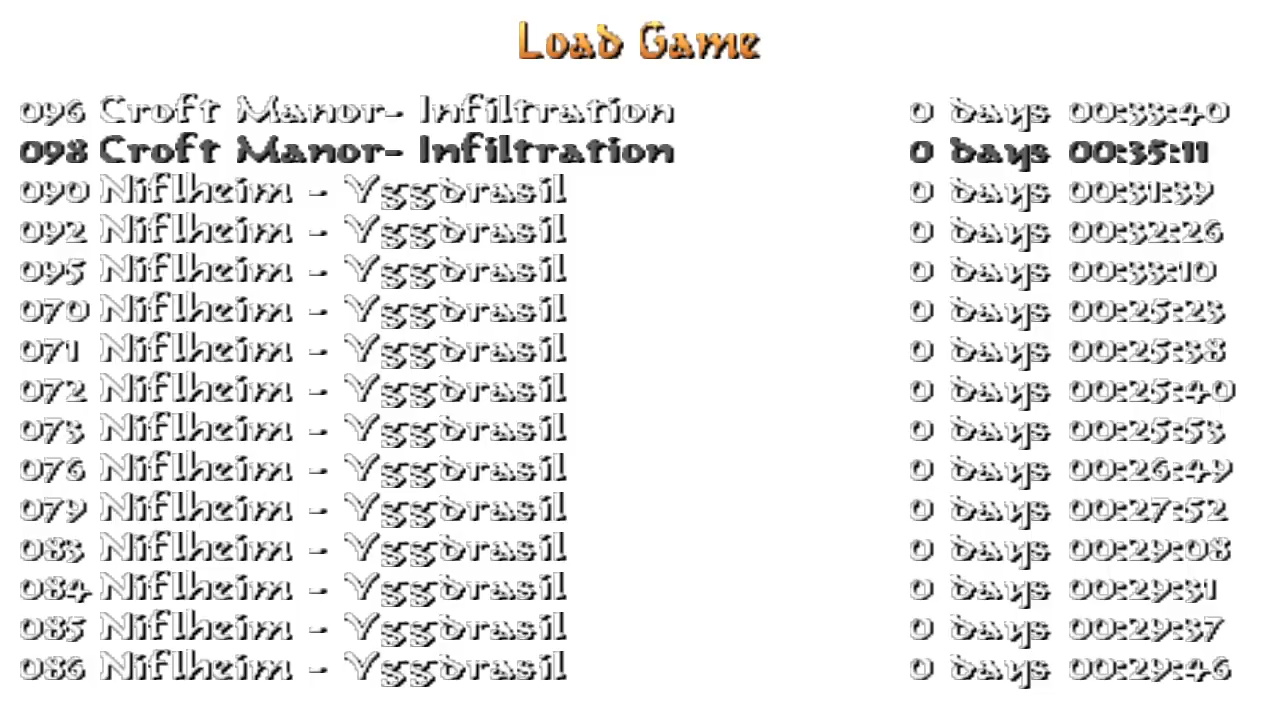 Load Game
096 Croft Manor- Infiltration 0 days 00:33:40
098 Croft Manor- Infiltration 0 days 00:35:11
090 Niflheim - Yggdrasil 0 days 00:31:39
092 Niflheim - Yggdrasil 0 days 00:32:26
095 Niflheim - Yggdrasil 0 days 00:33:10
070 Niflheim - Yggdrasil 0 days 00:25:23
071 Niflheim - Yggdrasil 0 days 00:25:38
072 Niflheim - Yggdrasil 0 days 00:25:40
073 Niflheim - Yggdrasil 0 days 00:25:53
076 Niflheim - Yggdrasil 0 days 00:26:49
079 Niflheim - Yggdrasil 0 days 00:27:52
083 Niflheim - Yggdrasil 0 days 00:29:08
084 Niflheim - Yggdrasil 0 days 00:29:31
085 Niflheim - Yggdrasil 0 days 00:29:37
086 Niflheim - Yggdrasil 0 days 00:29:46